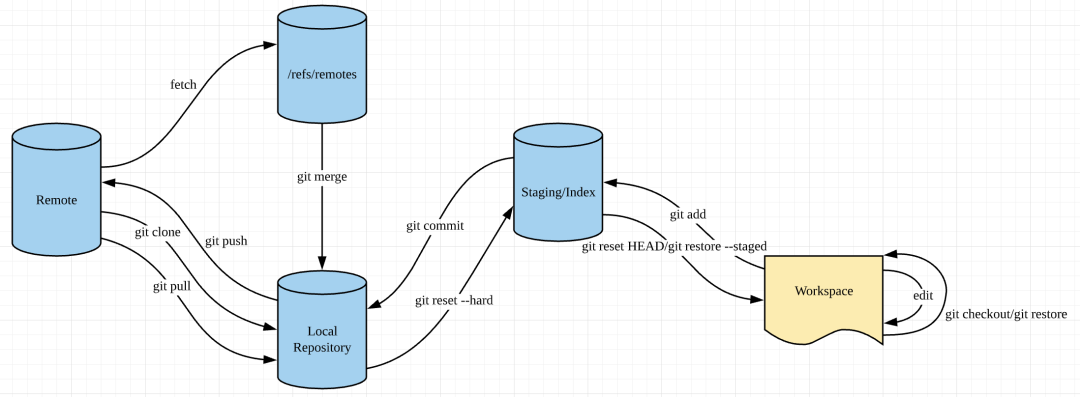 /refs/remotes
fetch
Remote
git merge
Staging/Index
git clone
git push
git pull
git commit
git add
git reset HEAD/git restore --staged
git reset --hard
Local
Repository
Workspace
edit
git checkout/git restore